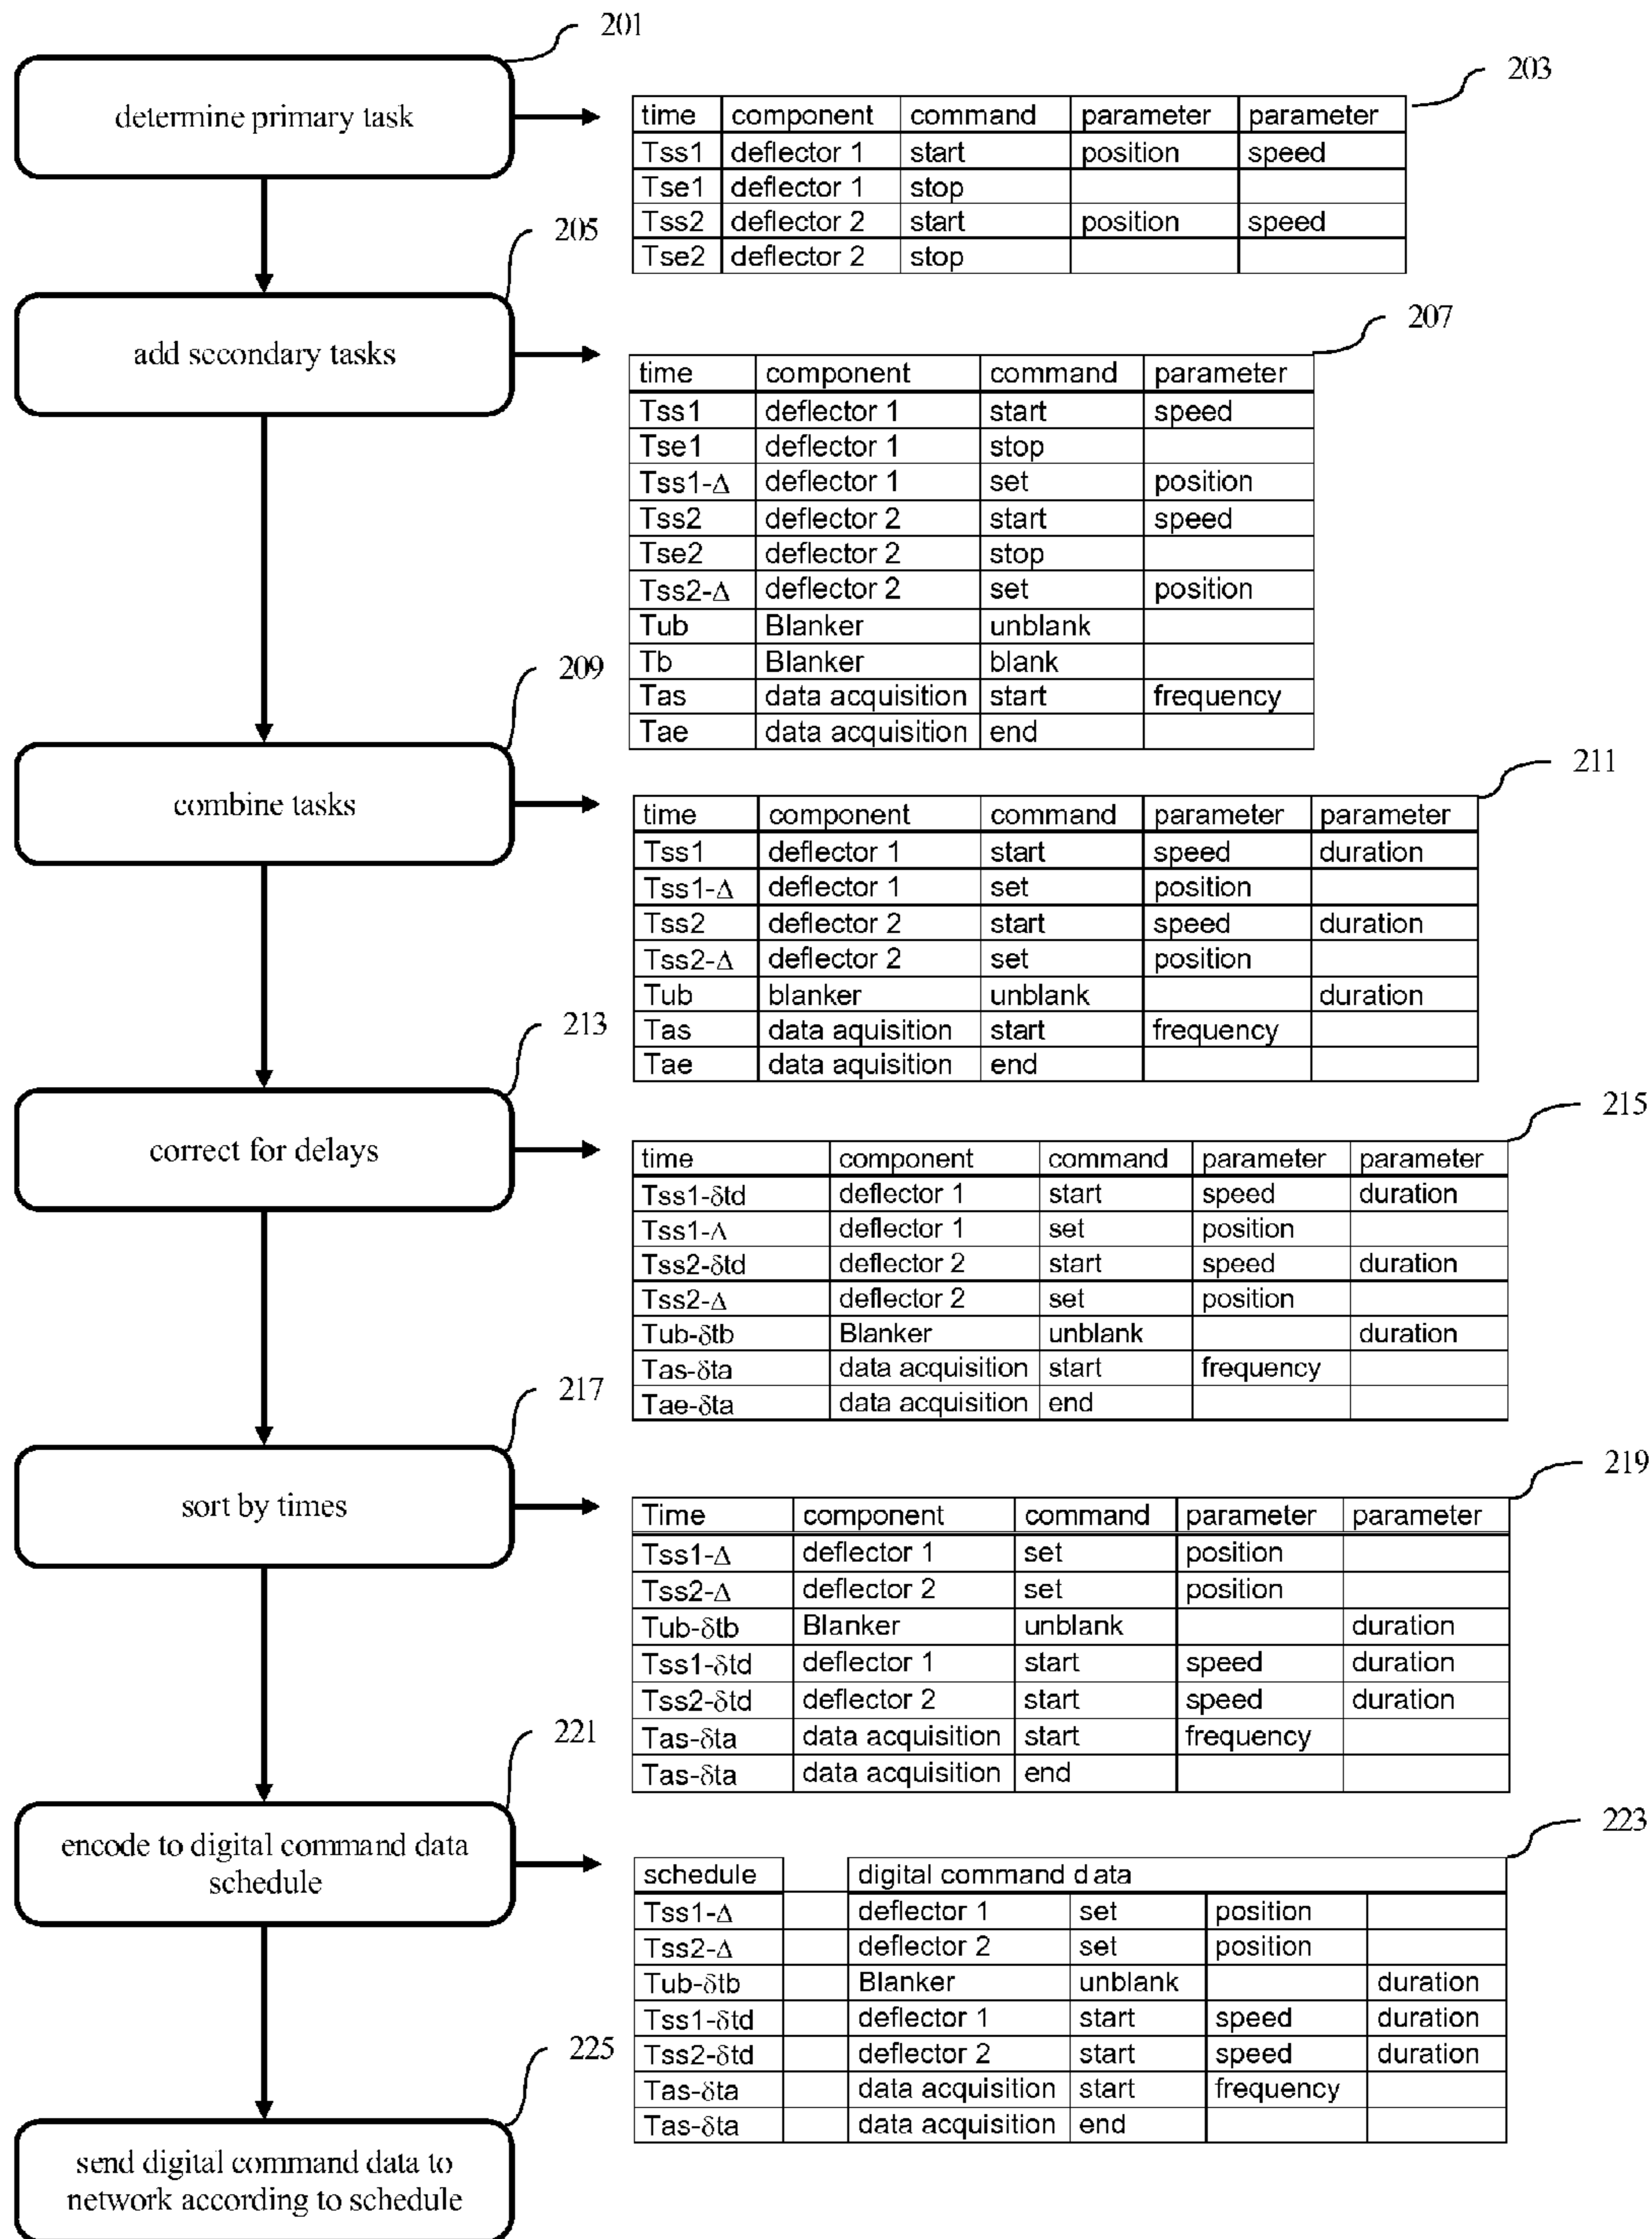 201
determine primary task
203
time component command parameter parameter
Tss1 deflector 1 start position speed
Tse1 deflector 1 stop
Tss2 deflector 2 start position speed
Tse2 deflector 2 stop
205
add secondary tasks
207
time component command parameter
Tss1 deflector 1 start speed
Tse1 deflector 1 stop
Tss1-Δ deflector 1 set position
Tss2 deflector 2 start speed
Tse2 deflector 2 stop
Tss2-Δ deflector 2 set position
Tub Blanker unblank
Tb Blanker blank
Tas data acquisition start frequency
Tae data acquisition end
209
combine tasks
211
time component command parameter parameter
Tss1 deflector 1 start speed duration
Tss1-Δ deflector 1 set position
Tss2 deflector 2 start speed duration
Tss2-Δ deflector 2 set position
Tub blanker unblank duration
Tas data aquisition start frequency
Tae data aquisition end
213
correct for delays
215
time component command parameter parameter
Tss1-δtd deflector 1 start speed duration
Tss1-Δ deflector 1 set position
Tss2-δtd deflector 2 start speed duration
Tss2-Δ deflector 2 set position
Tub-δtb Blanker unblank duration
Tas-δta data acquisition start frequency
Tae-δta data acquisition end
217
sort by times
219
Time component command parameter parameter
Tss1-Δ deflector 1 set position
Tss2-Δ deflector 2 set position
Tub-δtb Blanker unblank duration
Tss1-δtd deflector 1 start speed duration
Tss2-δtd deflector 2 start speed duration
Tas-δta data acquisition start frequency
Tas-δta data acquisition end
221
encode to digital command data
schedule
223
schedule digital command data
Tss1-Δ deflector 1 set position
Tss2-Δ deflector 2 set position
Tub-δtb Blanker unblank duration
Tss1-δtd deflector 1 start speed duration
Tss2-δtd deflector 2 start speed duration
Tas-δta data acquisition start frequency
Tas-δta data acquisition end
225
send digital command data to
network according to schedule